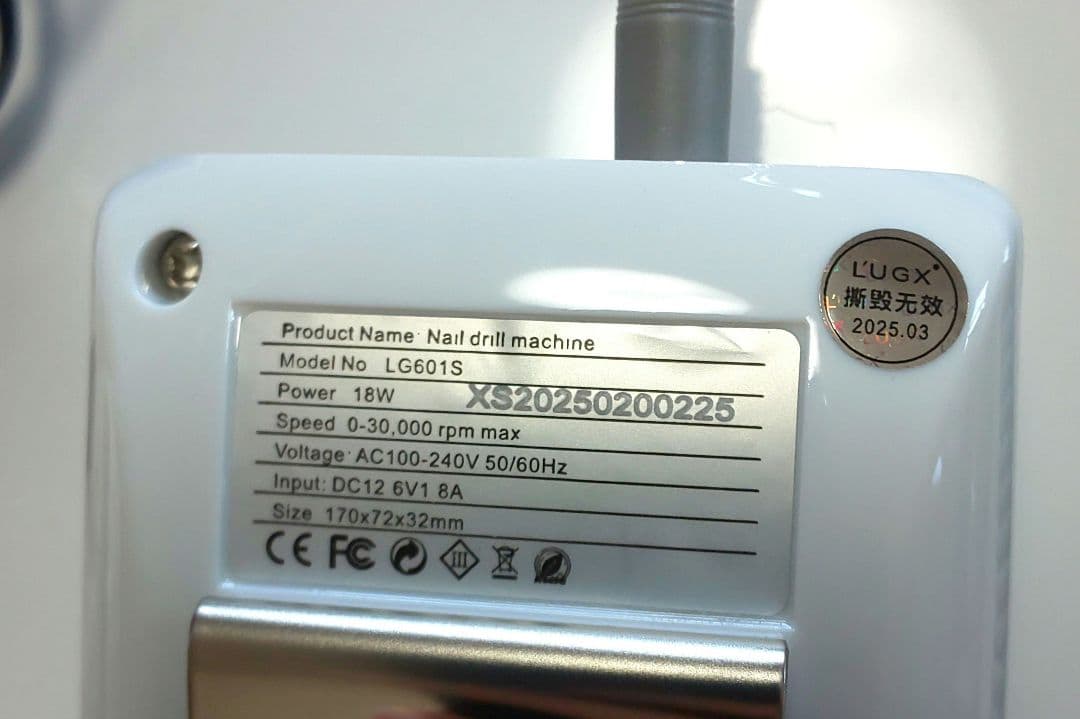 L'UGX
撕毁无效
2025.03
Product Name: Nail drill machine
Model No LG601S
Power 18W
XS20250200225
Speed 0-30,000 rpm max
Voltage: AC100-240V 50/60Hz
Input: DC12 6V1 8A
Size 170x72x32mm
CE FC III